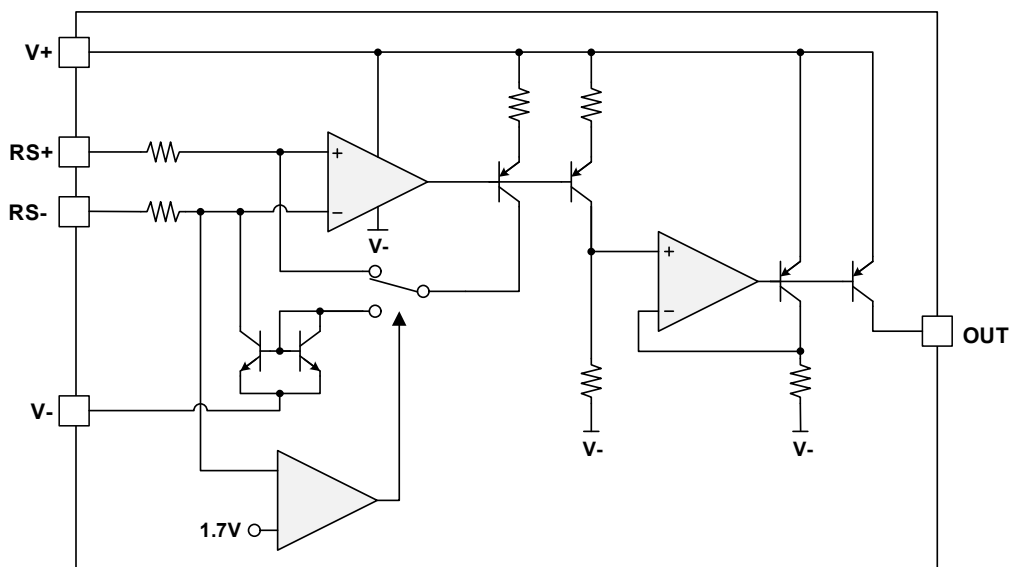 V+
RS+
+
RS-
−
V-
+
−
OUT
V-
V-
V-
1.7V